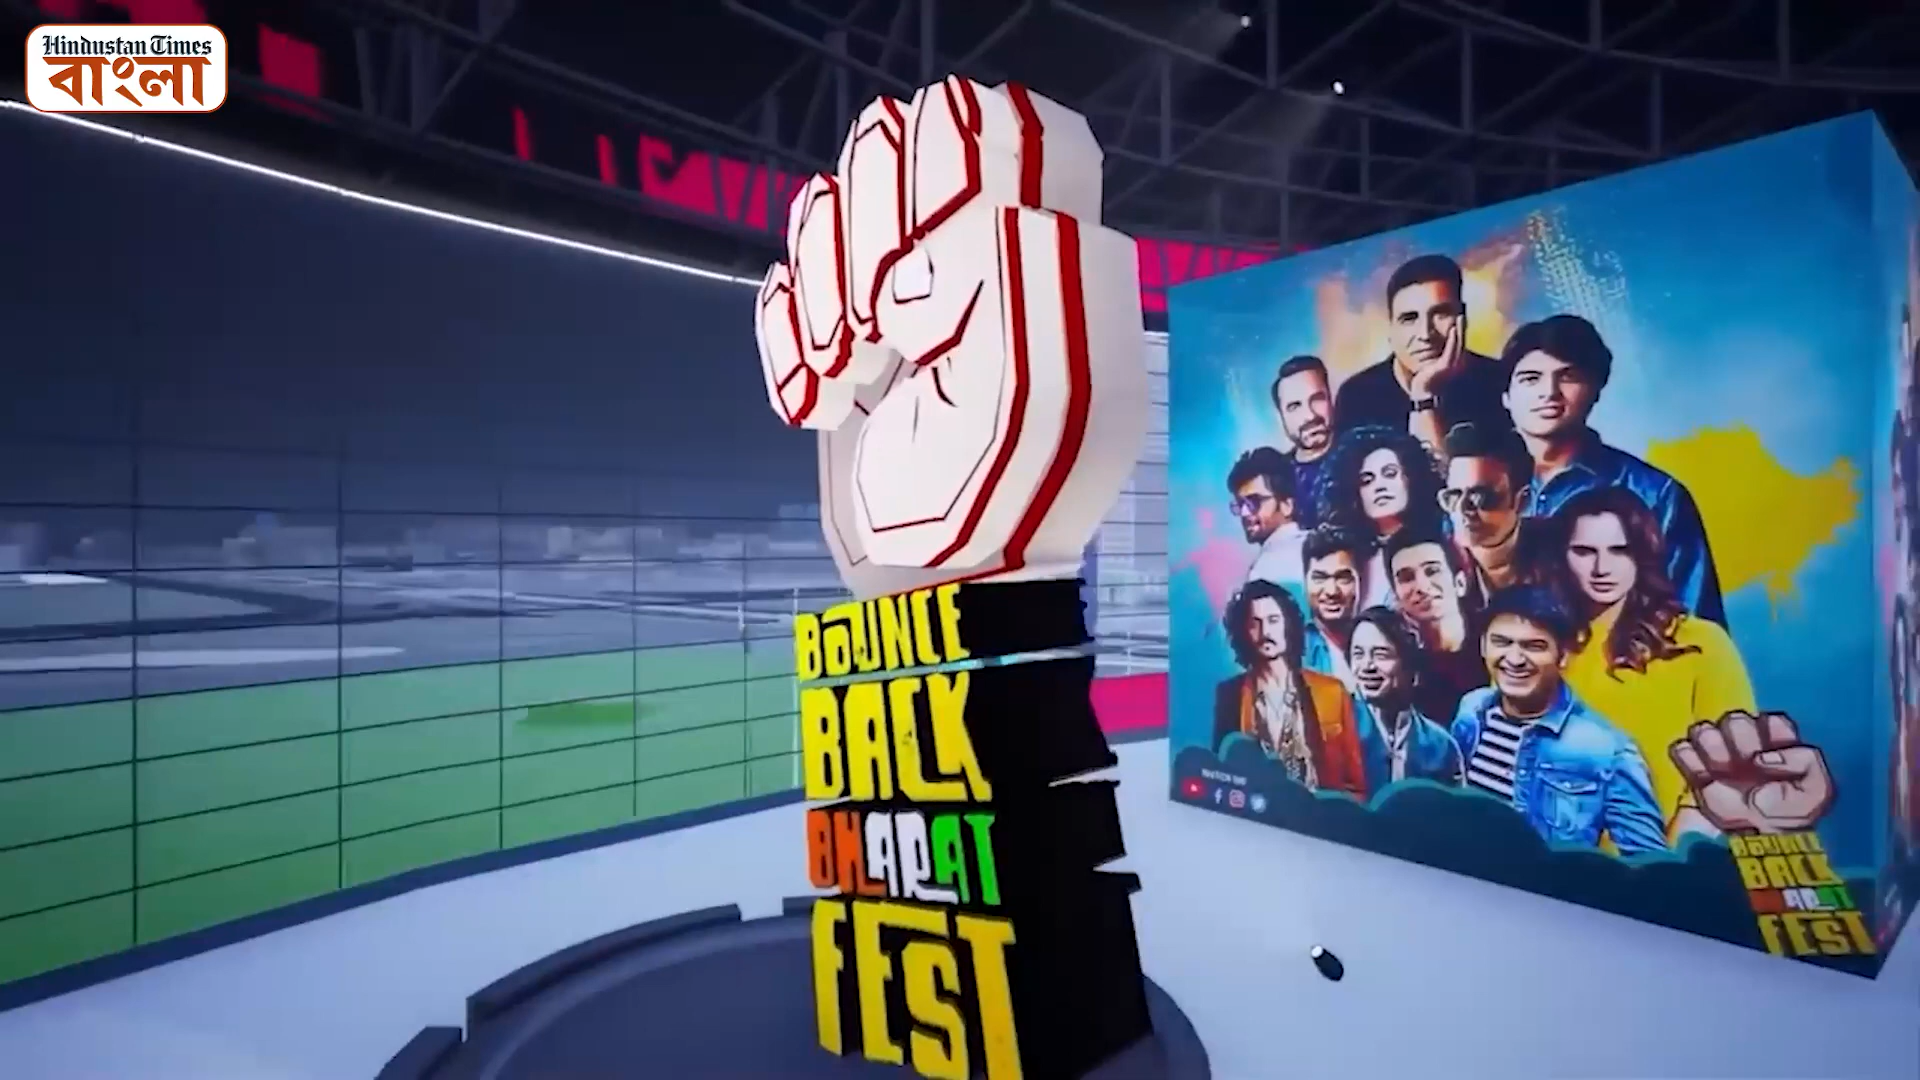 Hindustan Times
বাংলা
BOUNCE
BACK
BHARAT
FEST
BOUNCE
BACK
BHARAT
FEST